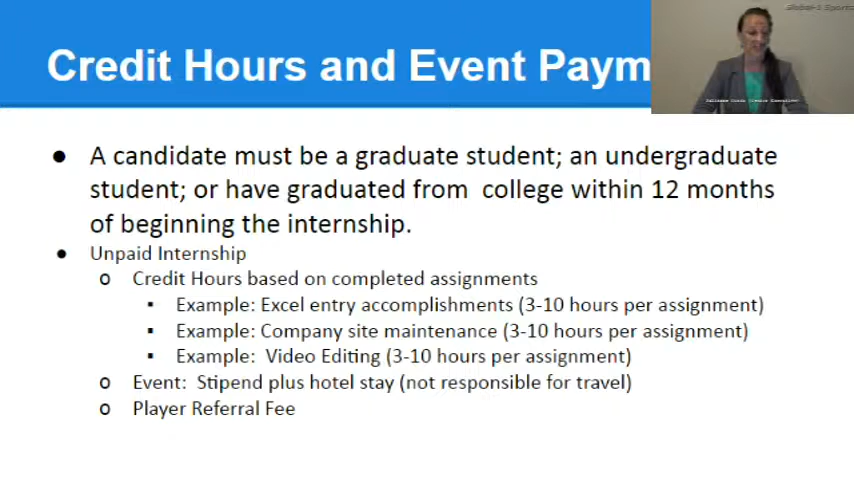 Global-1 Sports
Credit Hours and Event Paym
● A candidate must be a graduate student; an undergraduate
student; or have graduated from college within 12 months
of beginning the internship.
● Unpaid Internship
o Credit Hours based on completed assignments
▪ Example: Excel entry accomplishments (3-10 hours per assignment)
▪ Example: Company site maintenance (3-10 hours per assignment)
▪ Example: Video Editing (3-10 hours per assignment)
o Event: Stipend plus hotel stay (not responsible for travel)
o Player Referral Fee